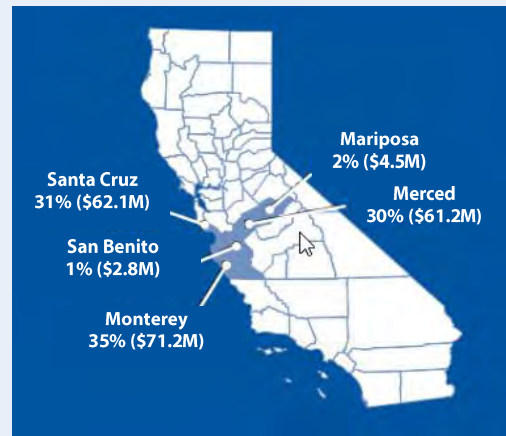 Mariposa
2% ($4.5M)
Santa Cruz
31% ($62.1M)
Merced
30% ($61.2M)
San Benito
1% ($2.8M)
Monterey
35% ($71.2M)